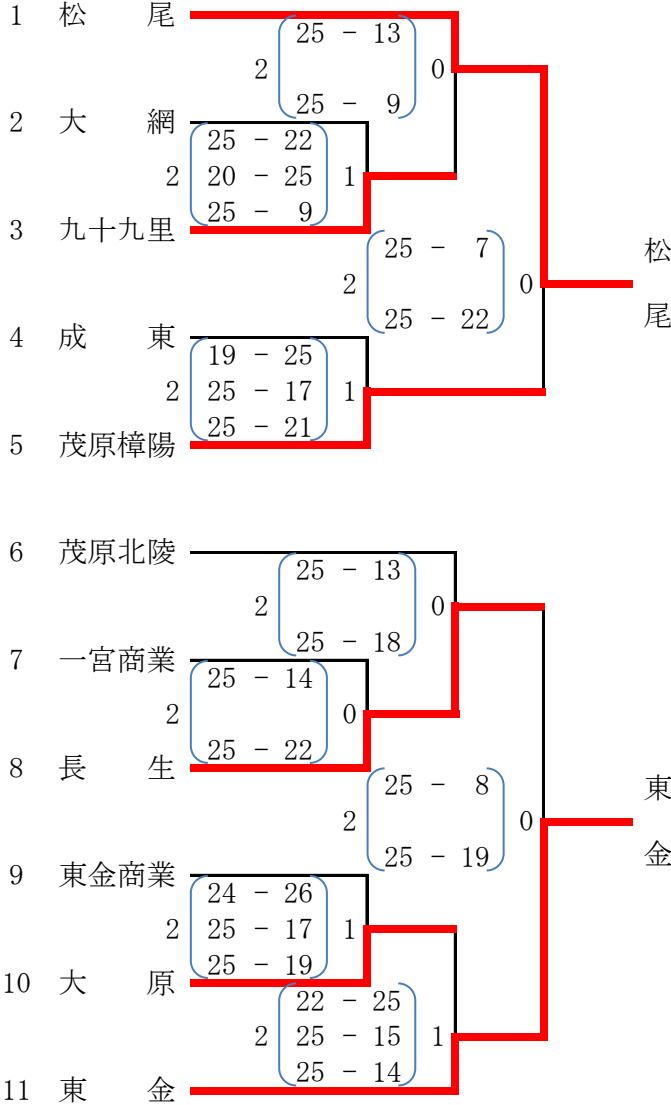 1 松 尾
25 - 13
2 0
25 - 9
2 大 網
25 - 22
2 20 - 25 1
25 - 9
3 九十九里
25 - 7
2 0
25 - 22
松
尾
4 成 東
19 - 25
2 25 - 17 1
25 - 21
5 茂原樟陽
6 茂原北陵
25 - 13
2 0
25 - 18
7 一宮商業
25 - 14
2 0
25 - 22
8 長 生
25 - 8
2 0
25 - 19
東
金
9 東金商業
24 - 26
2 25 - 17 1
25 - 19
10 大 原
22 - 25
2 25 - 15 1
25 - 14
11 東 金